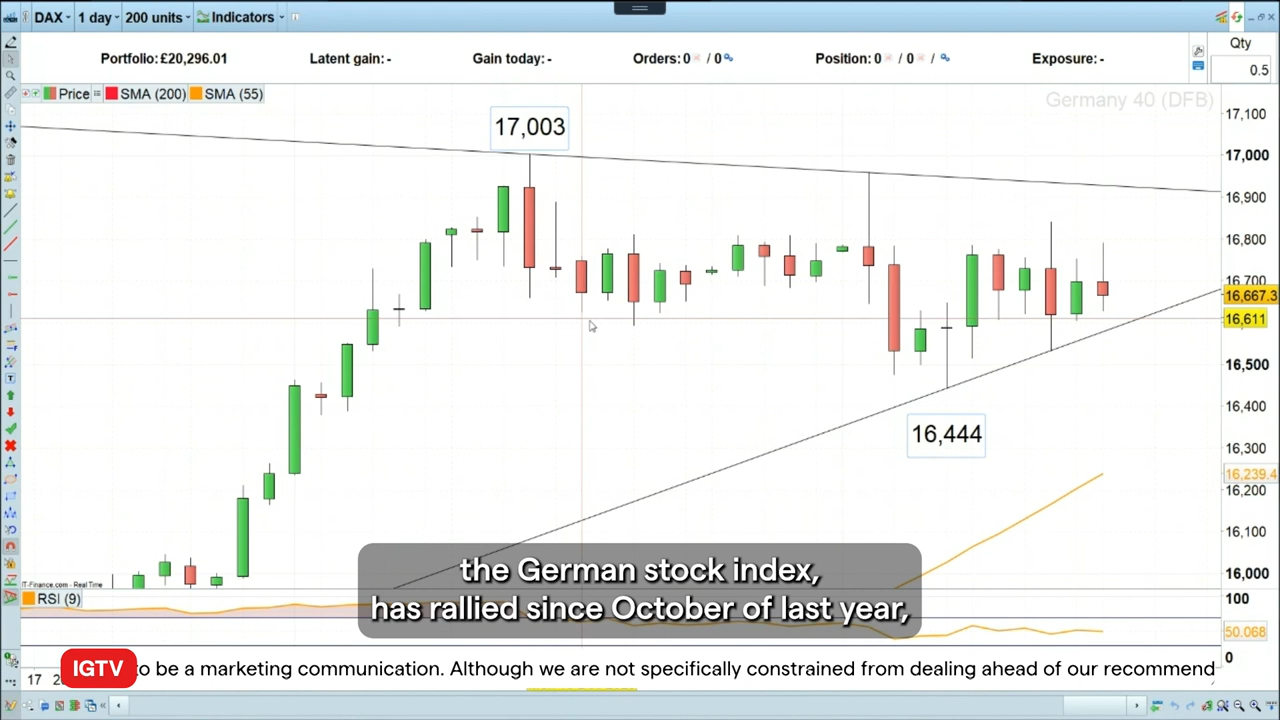 DAX 1 day 200 units Indicators
Portfolio:£20,296.01 Latent gain:- Gain today:- Orders:0 / 0 Position:0 / 0 / Exposure:- Qty
0.5
Price SMA (200) SMA (55)
Germany 40 (DFB)
17,100
17,003
17,000
16,900
16,800
16,700
16,667.3
16,611
16,500
16,444
16,400
16,300
16,239.4
16,200
16,100
16,000
the German stock index,
has rallied since October of last year,
IT-Finance.com - Real Time
RSI (9)
100
50.068
0
IGTV to be a marketing communication. Although we are not specifically constrained from dealing ahead of our recommend
17